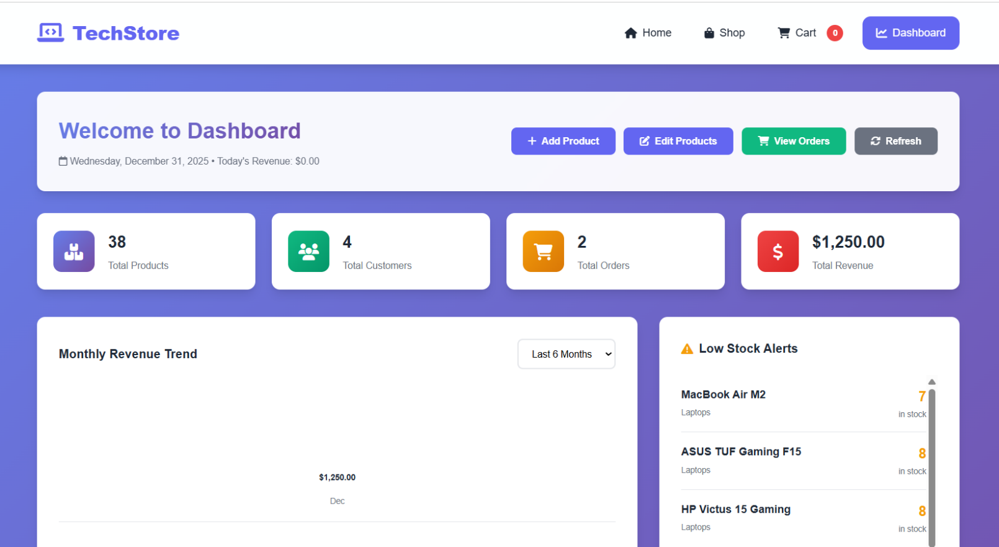 TechStore
Home
Shop
Cart
0
Dashboard
Welcome to Dashboard
Wednesday, December 31, 2025 • Today's Revenue: $0.00
Add Product
Edit Products
View Orders
Refresh
38
Total Products
4
Total Customers
2
Total Orders
$1,250.00
Total Revenue
Monthly Revenue Trend
Last 6 Months
$1,250.00
Dec
Low Stock Alerts
MacBook Air M2
7
Laptops
in stock
ASUS TUF Gaming F15
8
Laptops
in stock
HP Victus 15 Gaming
8
Laptops
in stock